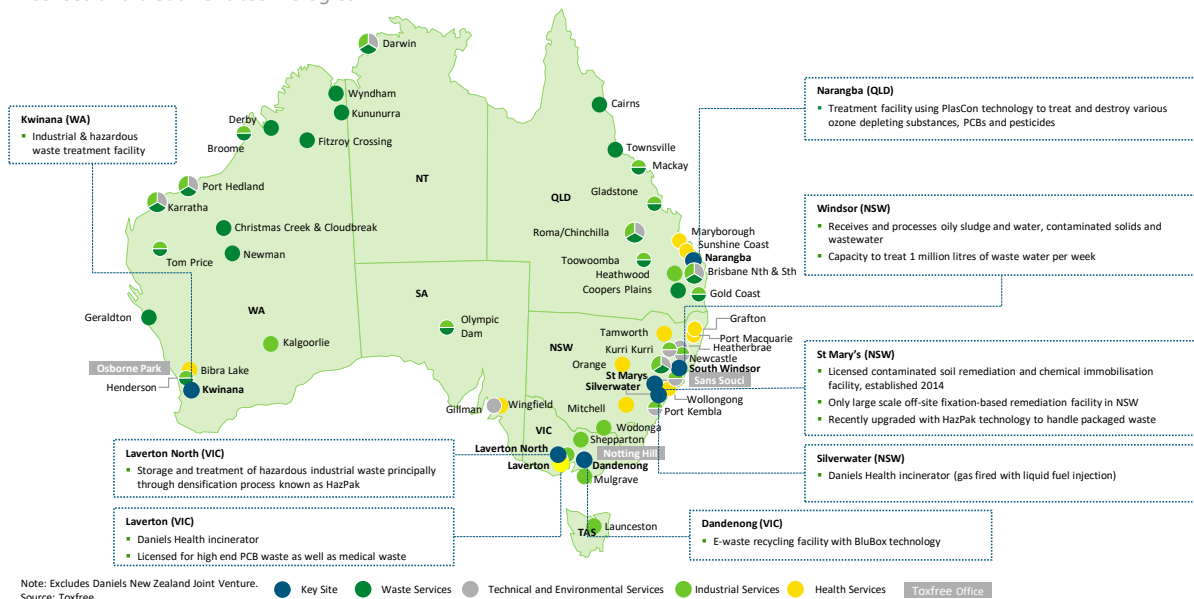 Darwin
Wyndham
Kununurra
Derby
Broome
Fitzroy Crossing
Cairns
Townsville
Mackay
Gladstone
Kwinana (WA)
Industrial & hazardous
waste treatment facility
Narangba (QLD)
Treatment facility using PlasCon technology to treat and destroy various
ozone depleting substances, PCBs and pesticides
NT
QLD
Port Hedland
Karratha
Christmas Creek & Cloudbreak
Tom Price
Newman
Roma/Chinchilla
Maryborough
Sunshine Coast
Narangba
Toowoomba
Brisbane Nth & Sth
Heathwood
Coopers Plains
Gold Coast
Windsor (NSW)
Receives and processes oily sludge and water, contaminated solids and
wastewater
Capacity to treat 1 million litres of waste water per week
WA
SA
Geraldton
Kalgoorlie
Olympic
Dam
Osborne Park
Bibra Lake
Henderson
Kwinana
NSW
Grafton
Tamworth
Port Macquarie
Kurri Kurri
Heatherbrae
Newcastle
Orange
South Windsor
St Marys
Sans Souci
Silverwater
Wollongong
Mitchell
Port Kembla
Gillman
Wingfield
St Mary's (NSW)
Licensed contaminated soil remediation and chemical immobilisation
facility, established 2014
Only large scale off-site fixation-based remediation facility in NSW
Recently upgraded with HazPak technology to handle packaged waste
VIC
Wodonga
Shepparton
Laverton North
Notting Hill
Laverton
Dandenong
Mulgrave
Laverton North (VIC)
Storage and treatment of hazardous industrial waste principally
through densification process known as HazPak
Silverwater (NSW)
Daniels Health incinerator (gas fired with liquid fuel injection)
Laverton (VIC)
Daniels Health incinerator
Licensed for high end PCB waste as well as medical waste
TAS
Launceston
Dandenong (VIC)
E-waste recycling facility with BluBox technology
Note: Excludes Daniels New Zealand Joint Venture.
Source: Toxfree
Key Site
Waste Services
Technical and Environmental Services
Industrial Services
Health Services
Toxfree Office